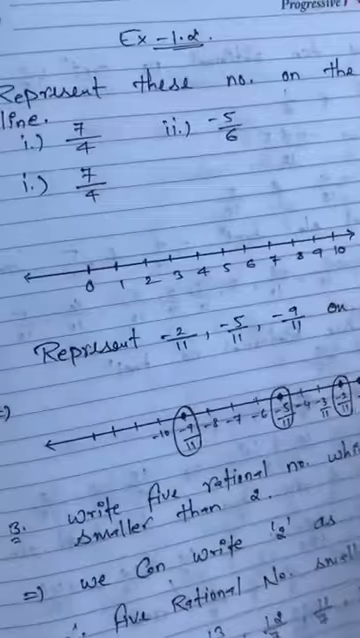 Progressive
Ex - 1.2.
Represent these no. on the
line.
i.) 7/4 ii.) -5/6
i.) 7/4
0 1 2 3 4 5 6 7 8 9 10
Represent -2/11, -5/11, -9/11 on
-10 -9/11 -8 -7 -6 -5/11 -4 -3/11 -2/11
3. Write five rational no. whi
smaller than 2.
=) We Can write '2' as
five Rational No. small